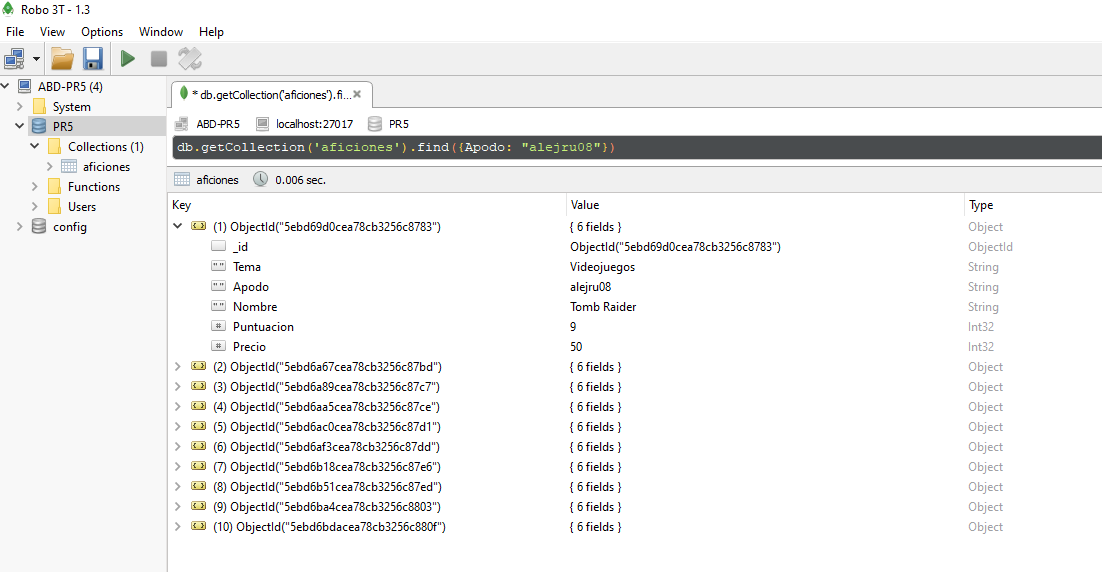 Robo 3T - 1.3
File View Options Window Help
ABD-PR5 (4)
System
PR5
Collections (1)
aficiones
Functions
Users
config
* db.getCollection('aficiones').fi...
ABD-PR5 localhost:27017 PR5
db.getCollection('aficiones').find({Apodo: "alejru08"})
aficiones 0.006 sec.
Key Value Type
(1) ObjectId("5ebd69d0cea78cb3256c8783") { 6 fields } Object
_id ObjectId("5ebd69d0cea78cb3256c8783") ObjectId
Tema Videojuegos String
Apodo alejru08 String
Nombre Tomb Raider String
Puntuacion 9 Int32
Precio 50 Int32
(2) ObjectId("5ebd6a67cea78cb3256c87bd") { 6 fields } Object
(3) ObjectId("5ebd6a89cea78cb3256c87c7") { 6 fields } Object
(4) ObjectId("5ebd6aa5cea78cb3256c87ce") { 6 fields } Object
(5) ObjectId("5ebd6ac0cea78cb3256c87d1") { 6 fields } Object
(6) ObjectId("5ebd6af3cea78cb3256c87dd") { 6 fields } Object
(7) ObjectId("5ebd6b18cea78cb3256c87e6") { 6 fields } Object
(8) ObjectId("5ebd6b51cea78cb3256c87ed") { 6 fields } Object
(9) ObjectId("5ebd6ba4cea78cb3256c8803") { 6 fields } Object
(10) ObjectId("5ebd6bdacea78cb3256c880f") { 6 fields } Object